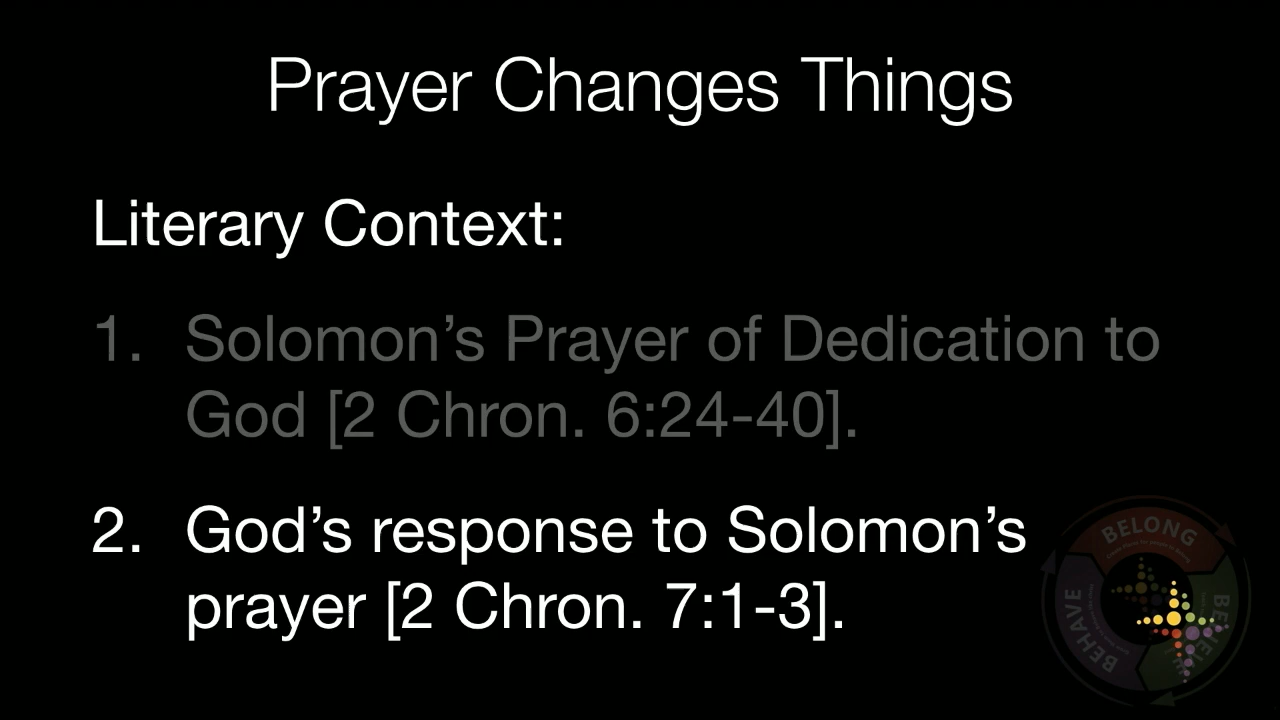 Prayer Changes Things
Literary Context:
1. Solomon’s Prayer of Dedication to
God [2 Chron. 6:24-40].
2. God’s response to Solomon’s
prayer [2 Chron. 7:1-3].
BELONG
BEHAVE
BELIEVE